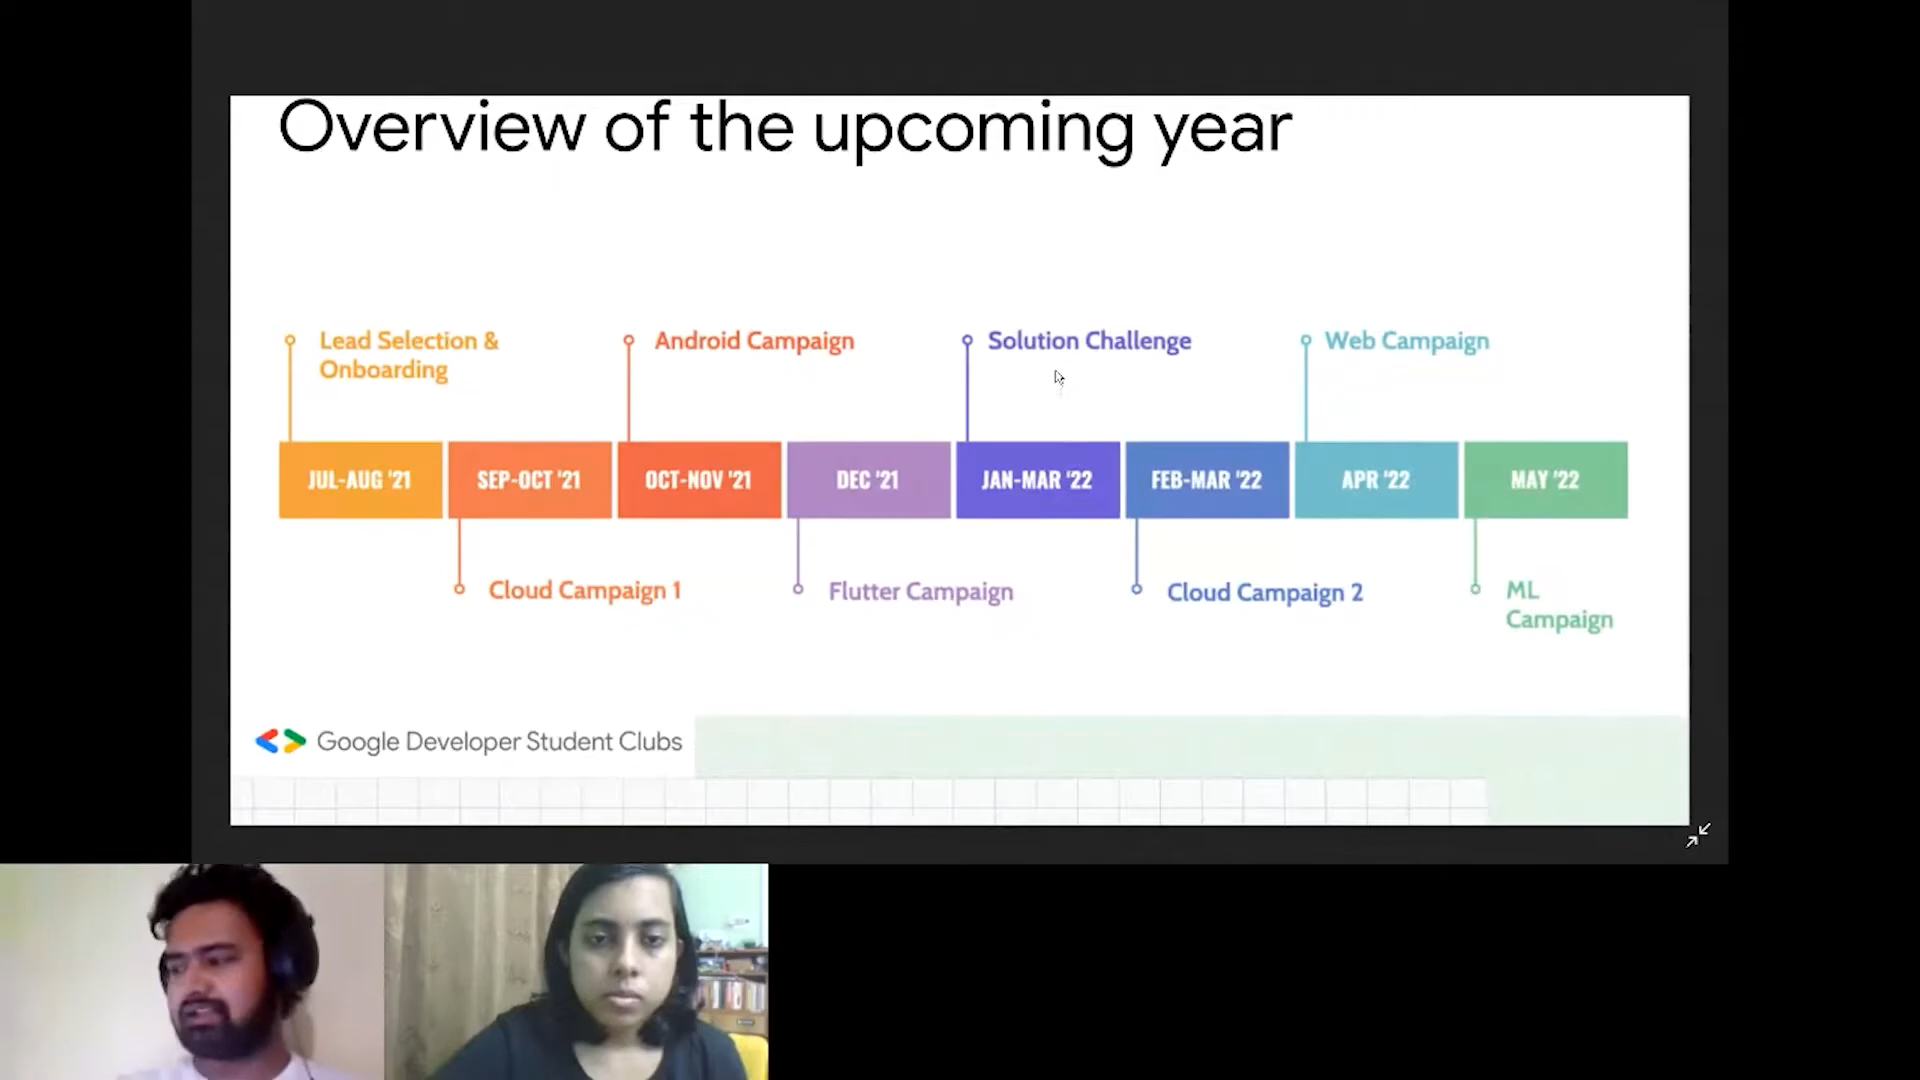 Overview of the upcoming year
Lead Selection &
Onboarding
Android Campaign
Solution Challenge
Web Campaign
JUL-AUG '21
SEP-OCT '21
OCT-NOV '21
DEC '21
JAN-MAR '22
FEB-MAR '22
APR '22
MAY '22
Cloud Campaign 1
Flutter Campaign
Cloud Campaign 2
ML
Campaign
Google Developer Student Clubs